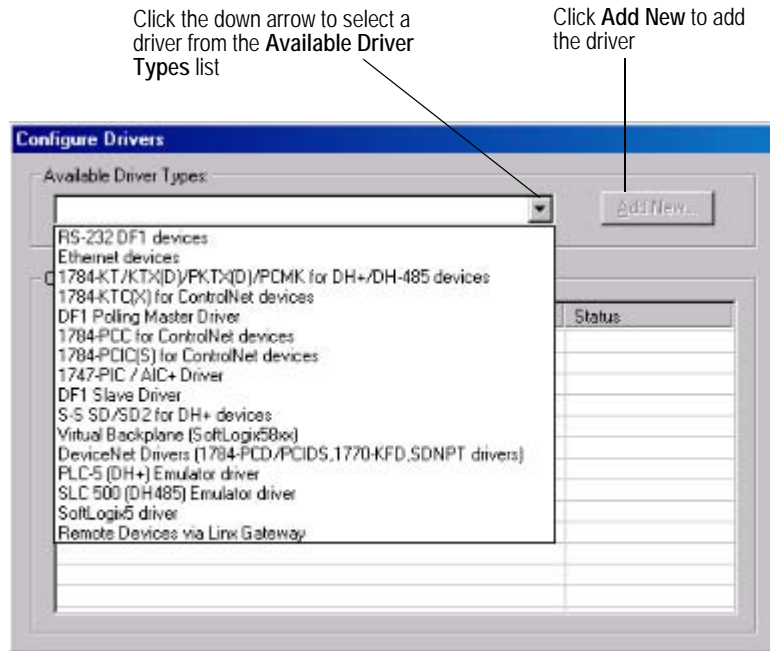 Click the down arrow to select a
driver from the Available Driver
Types list
Click Add New to add
the driver
Configure Drivers
Available Driver Types:
Add New...
RS-232 DF1 devices
Ethernet devices
1784-KT/KTX(D)/PKTX(D)/PCMK for DH+/DH-485 devices
1784-KTC(X) for ControlNet devices
DF1 Polling Master Driver
1784-PCC for ControlNet devices
1784-PCIC(S) for ControlNet devices
1747-PIC / AIC+ Driver
DF1 Slave Driver
S-S SD/SD2 for DH+ devices
Virtual Backplane (SoftLogix58xx)
DeviceNet Drivers (1784-PCD/PCIDS,1770-KFD,SDNPT drivers)
PLC-5 (DH+) Emulator driver
SLC 500 (DH485) Emulator driver
SoftLogix5 driver
Remote Devices via Linx Gateway
Status